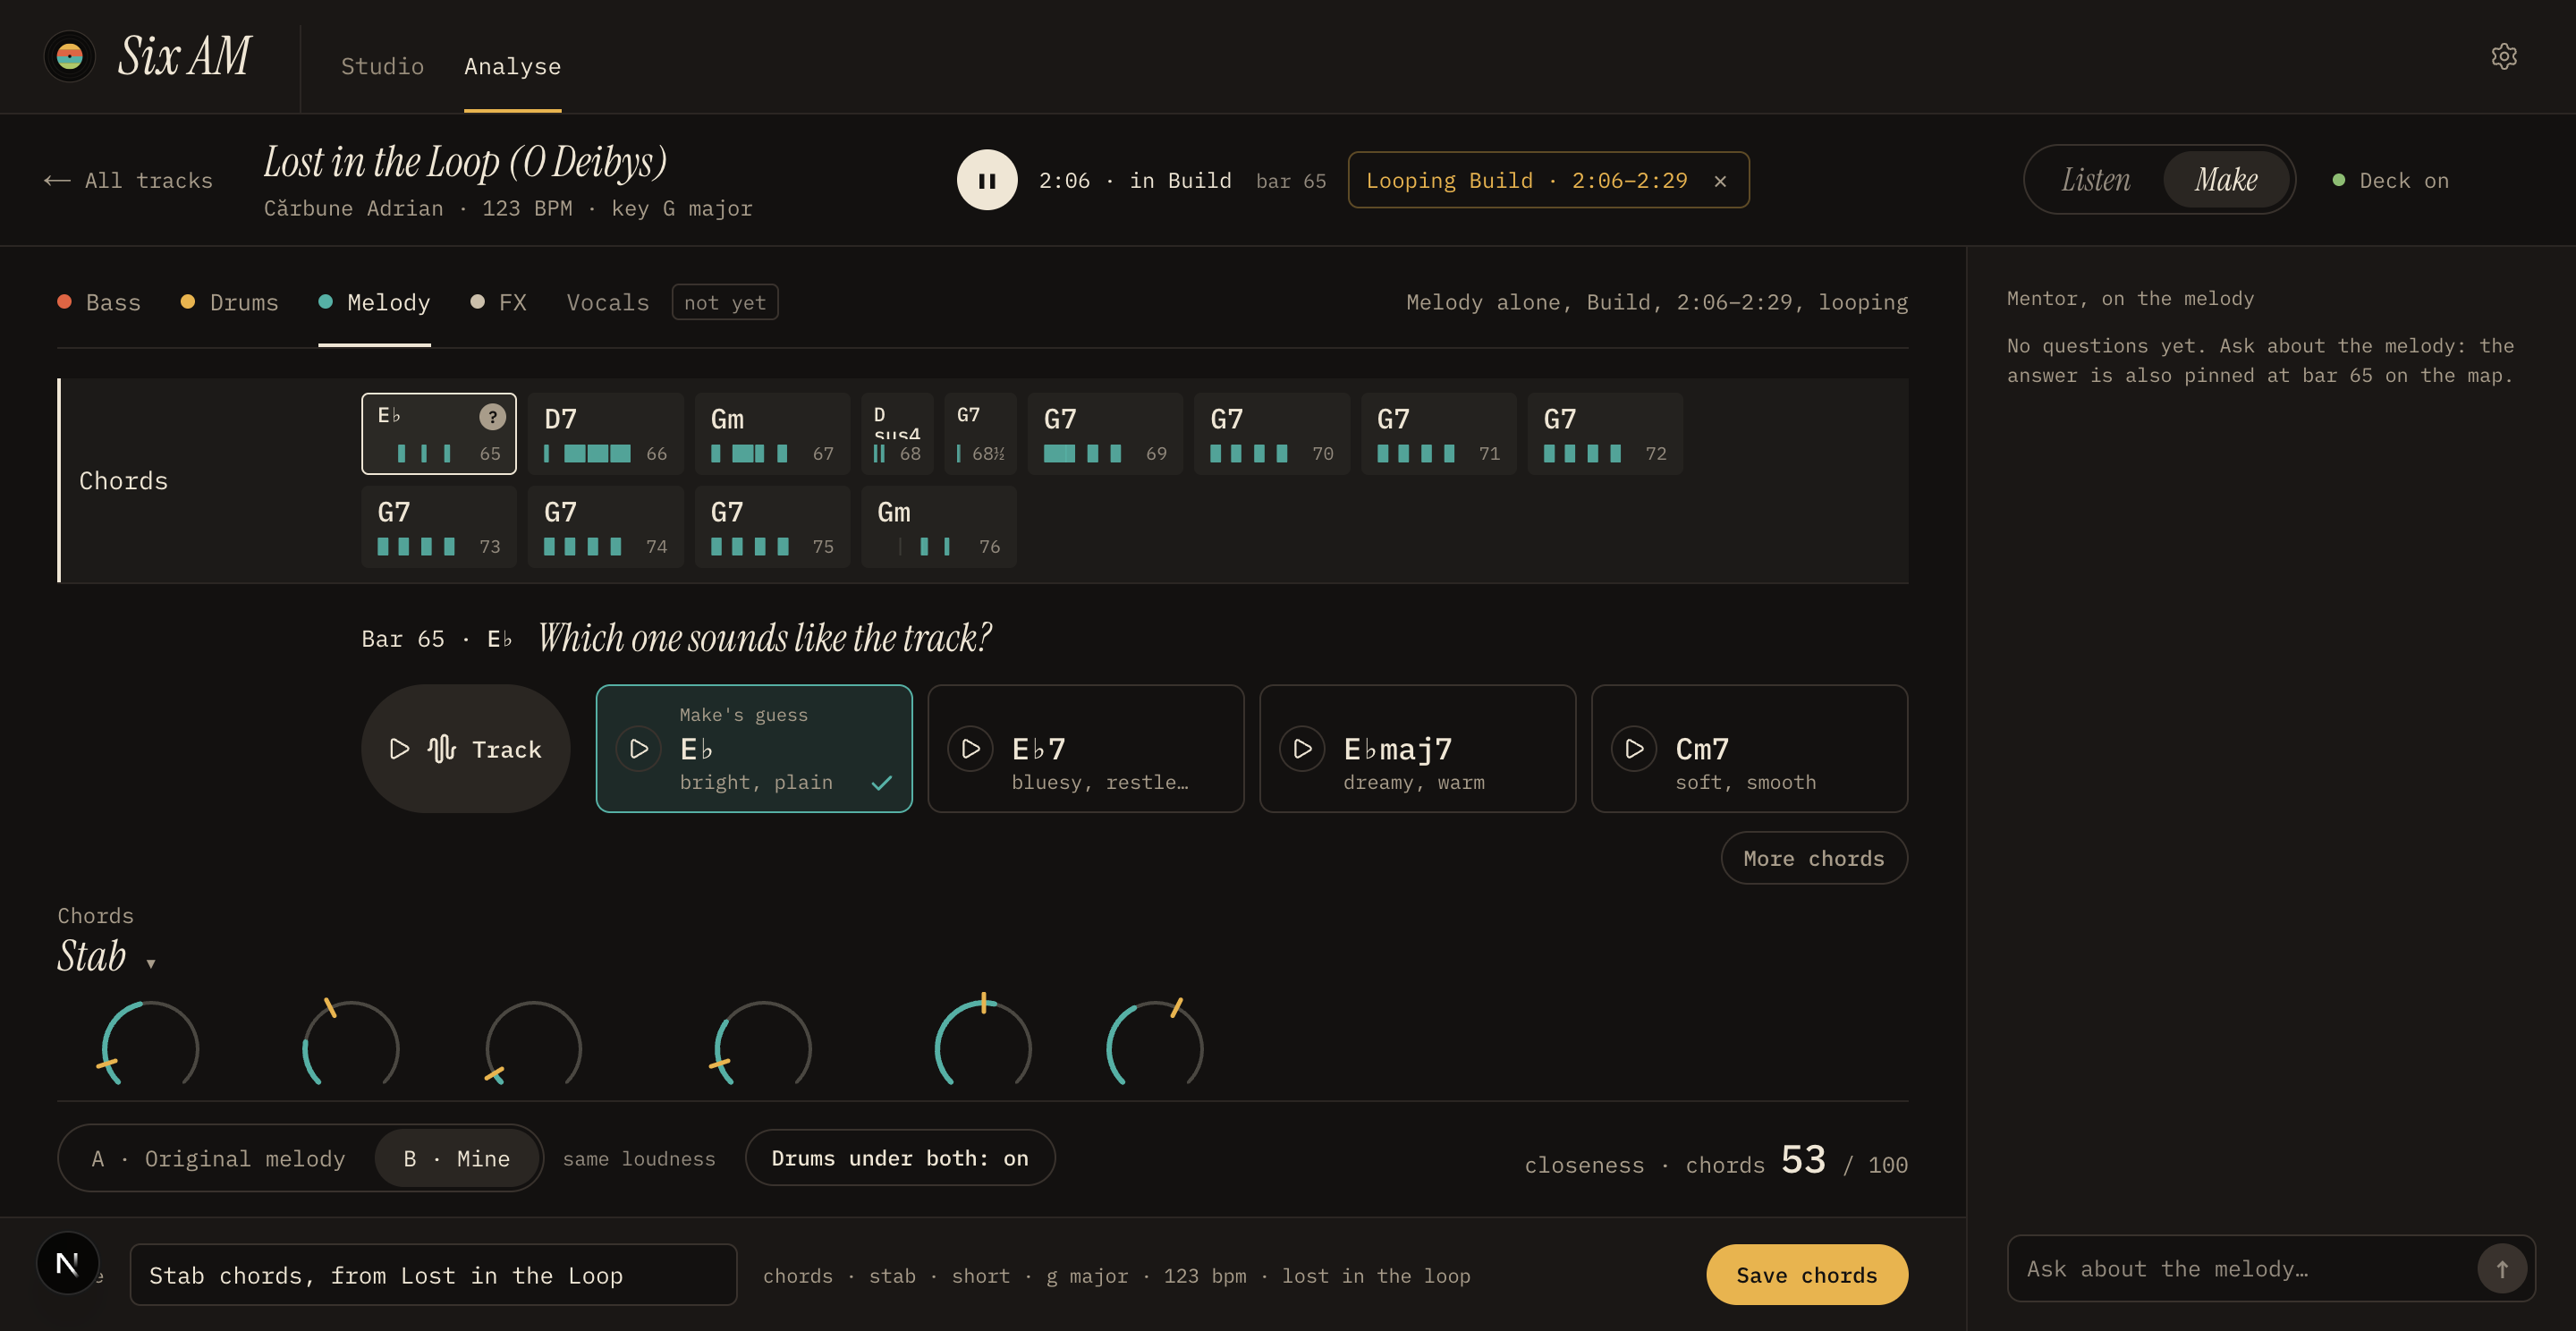 Six AM
Studio
Analyse
← All tracks
Lost in the Loop (O Deibys)
Cărbune Adrian · 123 BPM · key G major
2:06 · in Build
bar 65
Looping Build · 2:06–2:29 ×
Listen
Make
Deck on
Bass
Drums
Melody
FX
Vocals
not yet
Melody alone, Build, 2:06–2:29, looping
Chords
E♭ ? 65
D7 66
Gm 67
D sus4 68
G7 68½
G7 69
G7 70
G7 71
G7 72
G7 73
G7 74
G7 75
Gm 76
Bar 65 · E♭ Which one sounds like the track?
Track
Make's guess
E♭
bright, plain
E♭7
bluesy, restle…
E♭maj7
dreamy, warm
Cm7
soft, smooth
More chords
Chords
Stab ▾
A · Original melody
B · Mine
same loudness
Drums under both: on
closeness · chords 53 / 100
N
Stab chords, from Lost in the Loop
chords · stab · short · g major · 123 bpm · lost in the loop
Save chords
Mentor, on the melody
No questions yet. Ask about the melody: the
answer is also pinned at bar 65 on the map.
Ask about the melody…
↑